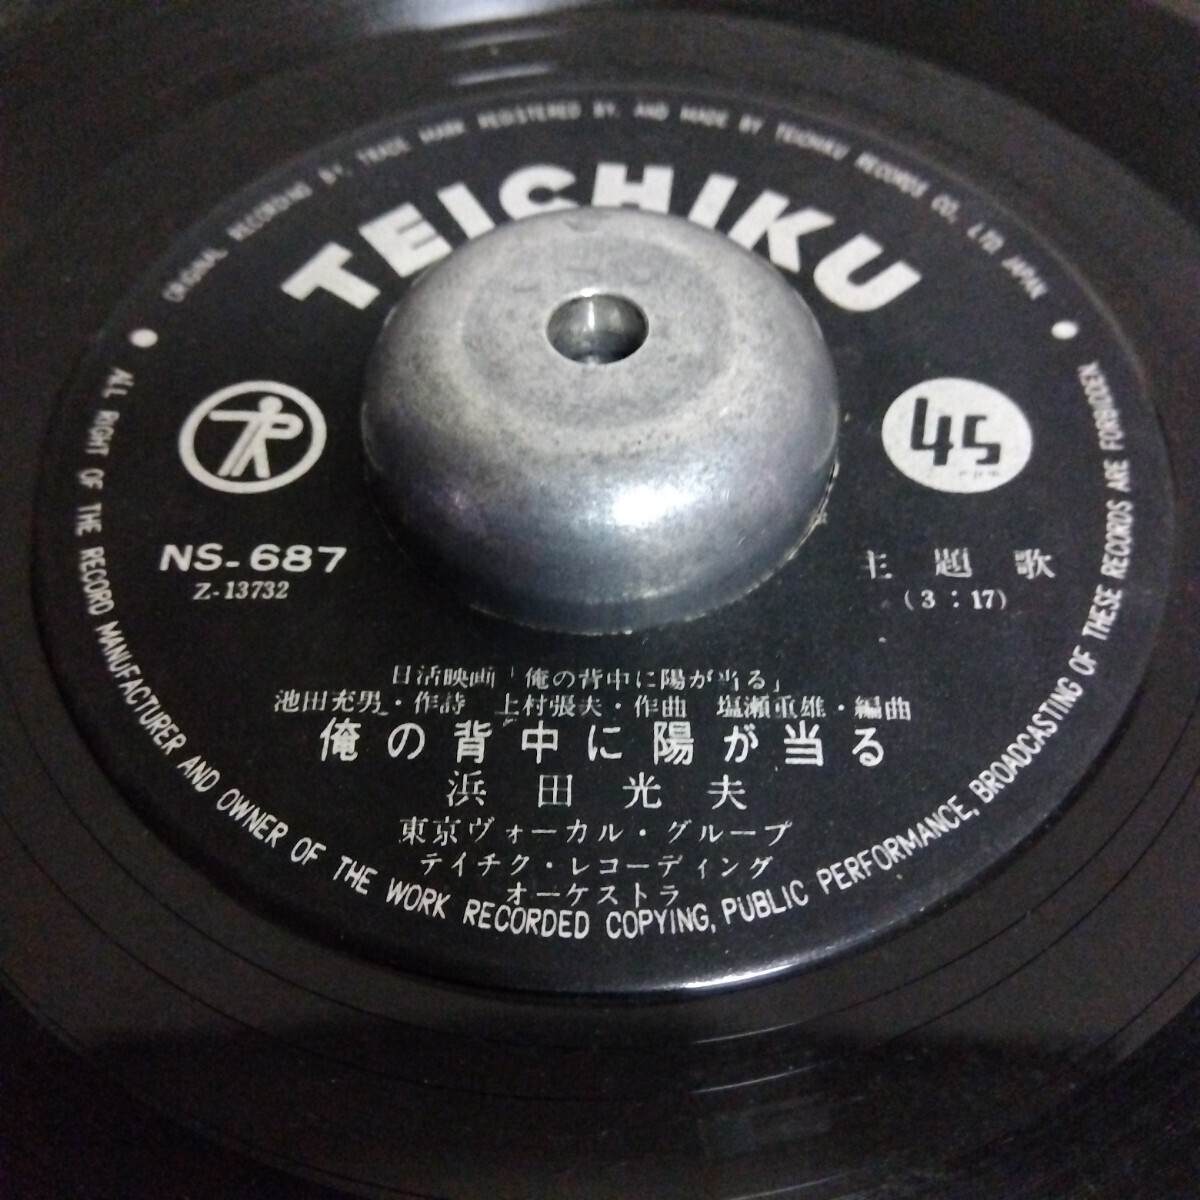 ORIGINAL RECORDING BY. TRADE MARK REGISTERED BY. AND MADE BY TEICHIKU RECORDS CO., LTD JAPAN
TEICHIKU
45
NS-687
Z-13732
主題歌
(3:17)
日活映画「俺の背中に陽が当る」
池田充男・作詩 上村張夫・作曲 塩瀬重雄・編曲
俺の背中に陽が当る
浜田光夫
東京ヴォーカル・グループ
テイチク・レコーディング
オーケストラ
ALL RIGHT OF THE RECORD MANUFACTURER AND OWNER OF THE WORK RECORDED COPYING, PUBLIC PERFORMANCE, BROADCASTING OF THESE RECORDS ARE FORBIDDEN